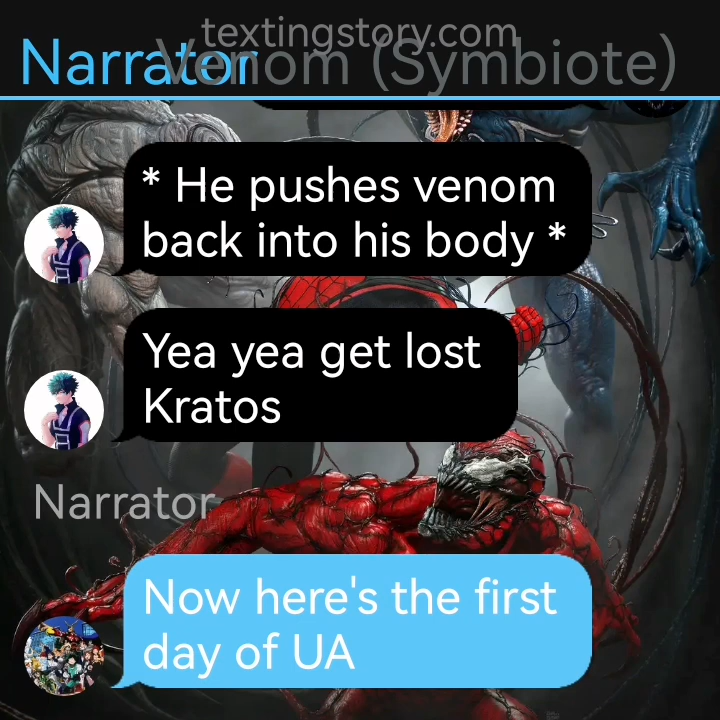 textingstory.com
Narrator
Venom (Symbiote)
* He pushes venom
back into his body *
Yea yea get lost
Kratos
Narrator
Now here's the first
day of UA